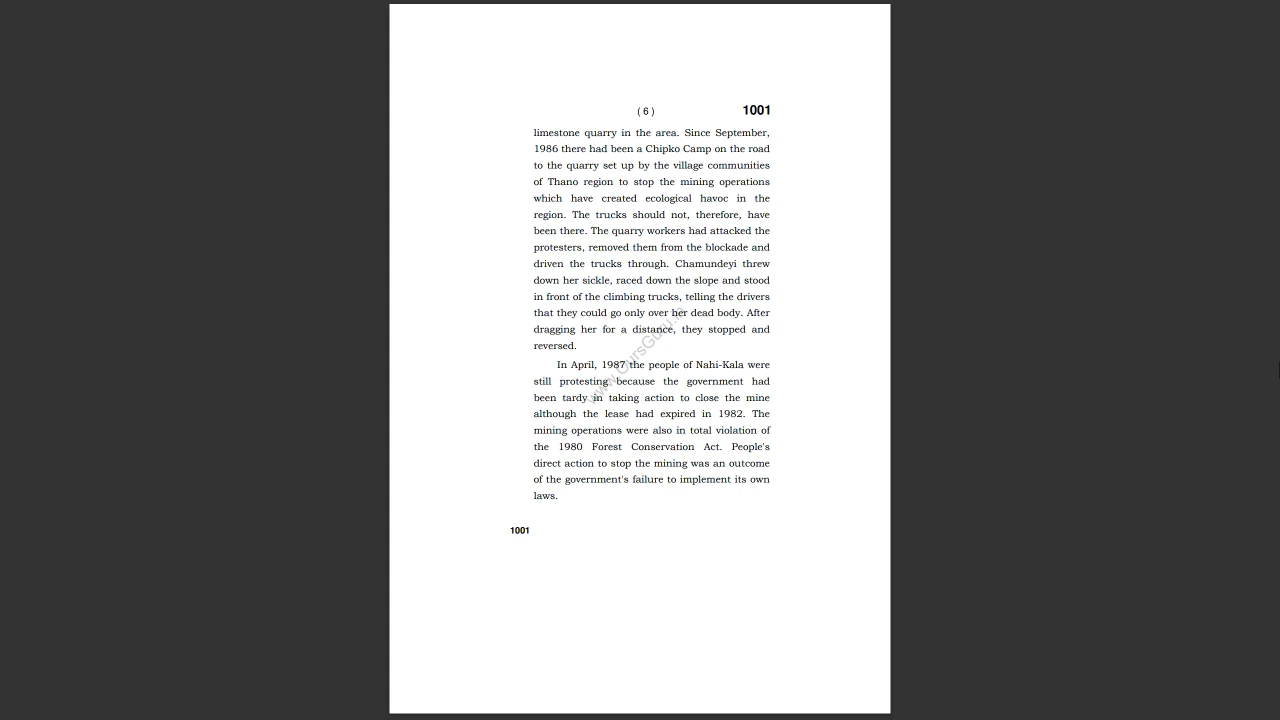 ( 6 ) 1001
limestone quarry in the area. Since September,
1986 there had been a Chipko Camp on the road
to the quarry set up by the village communities
of Thano region to stop the mining operations
which have created ecological havoc in the
region. The trucks should not, therefore, have
been there. The quarry workers had attacked the
protesters, removed them from the blockade and
driven the trucks through. Chamundeyi threw
down her sickle, raced down the slope and stood
in front of the climbing trucks, telling the drivers
that they could go only over her dead body. After
dragging her for a distance, they stopped and
reversed.
In April, 1987 the people of Nahi-Kala were
still protesting because the government had
been tardy in taking action to close the mine
although the lease had expired in 1982. The
mining operations were also in total violation of
the 1980 Forest Conservation Act. People's
direct action to stop the mining was an outcome
of the government's failure to implement its own
laws.
1001
www.OursGuru.in